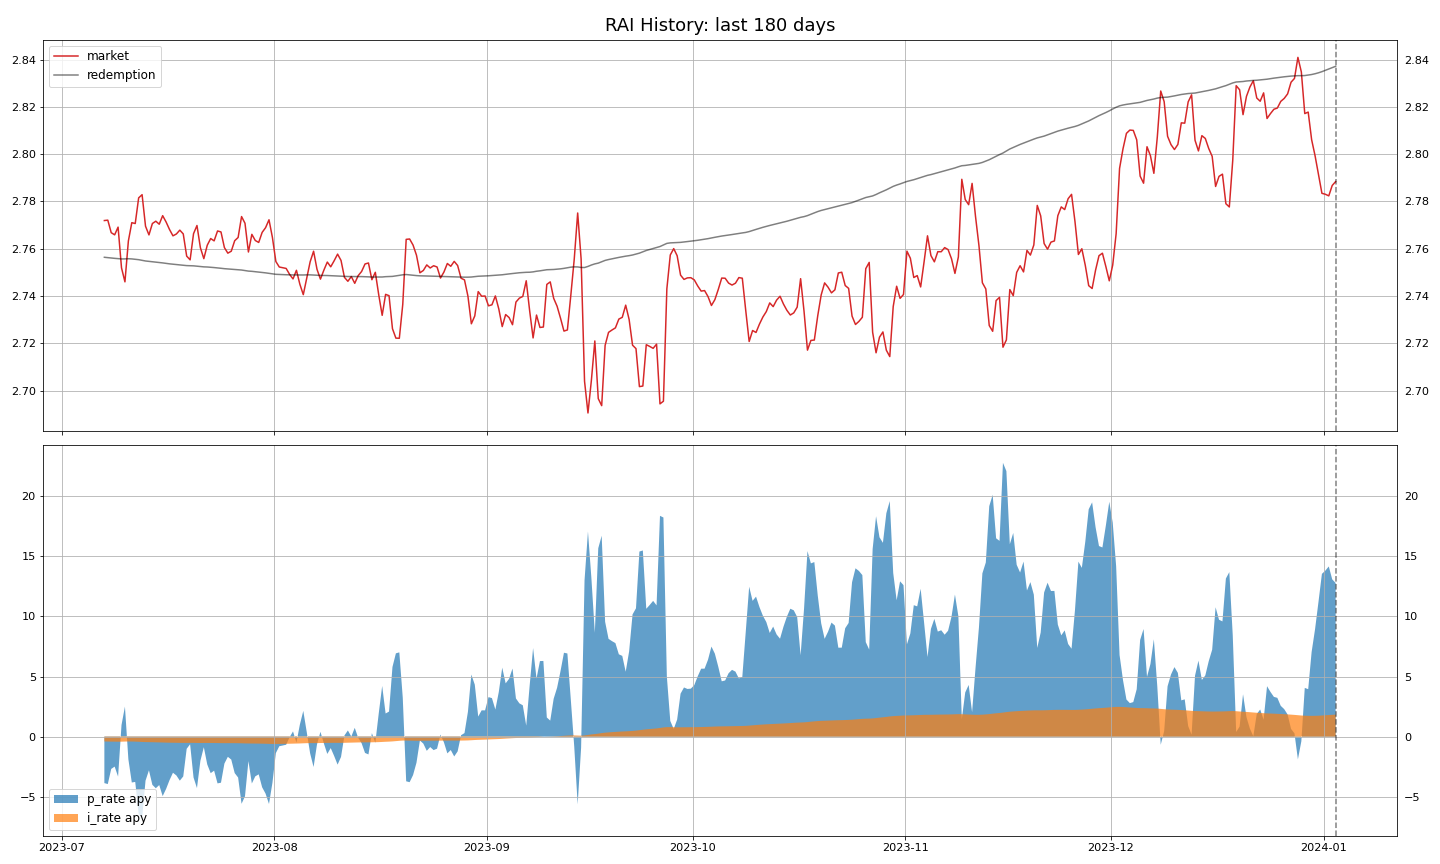 RAI History: last 180 days
market
redemption
2.84 2.84
2.82 2.82
2.80 2.80
2.78 2.78
2.76 2.76
2.74 2.74
2.72 2.72
2.70 2.70
20 20
15 15
10 10
5 5
0 0
−5 −5
p_rate apy
i_rate apy
2023-07 2023-08 2023-09 2023-10 2023-11 2023-12 2024-01